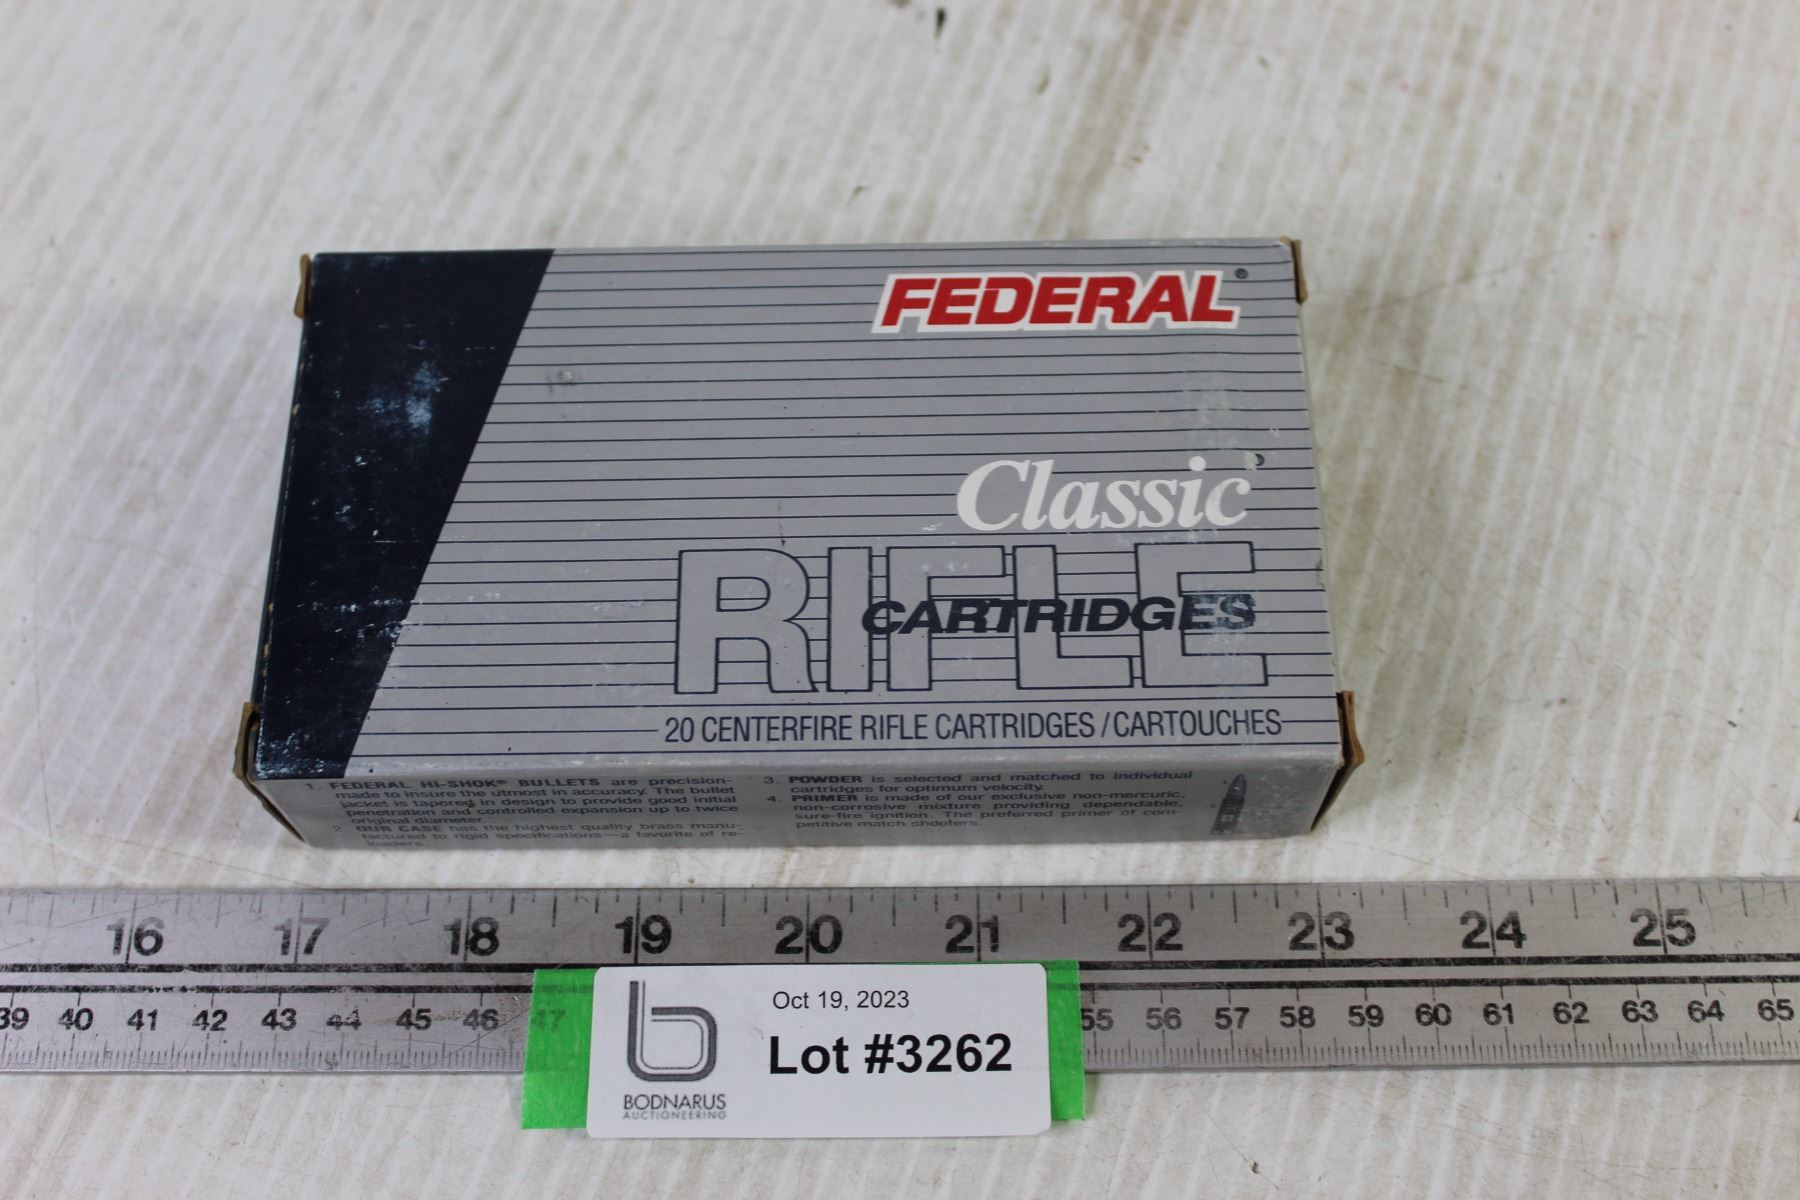 FEDERAL®
Classic®
RIFLE
CARTRIDGES
20 CENTERFIRE RIFLE CARTRIDGES / CARTOUCHES
1. FEDERAL HI-SHOK® BULLETS are precision-
made to insure the utmost in accuracy. The bullet
jacket is tapered in design to provide good initial
penetration and controlled expansion up to twice
original diameter.
2. OUR CASE has the highest quality brass manu-
factured to rigid specifications—a favorite of re-
loaders.
3. POWDER is selected and matched to individual
cartridges for optimum velocity.
4. PRIMER is made of our exclusive non-mercuric,
non-corrosive mixture providing dependable,
sure-fire ignition. The preferred primer of com-
petitive match shooters.
16 17 18 19 20 21 22 23 24 25
39 40 41 42 43 44 45 46 47 55 56 57 58 59 60 61 62 63 64 65
Oct 19, 2023
Lot #3262
BODNARUS
AUCTIONEERING